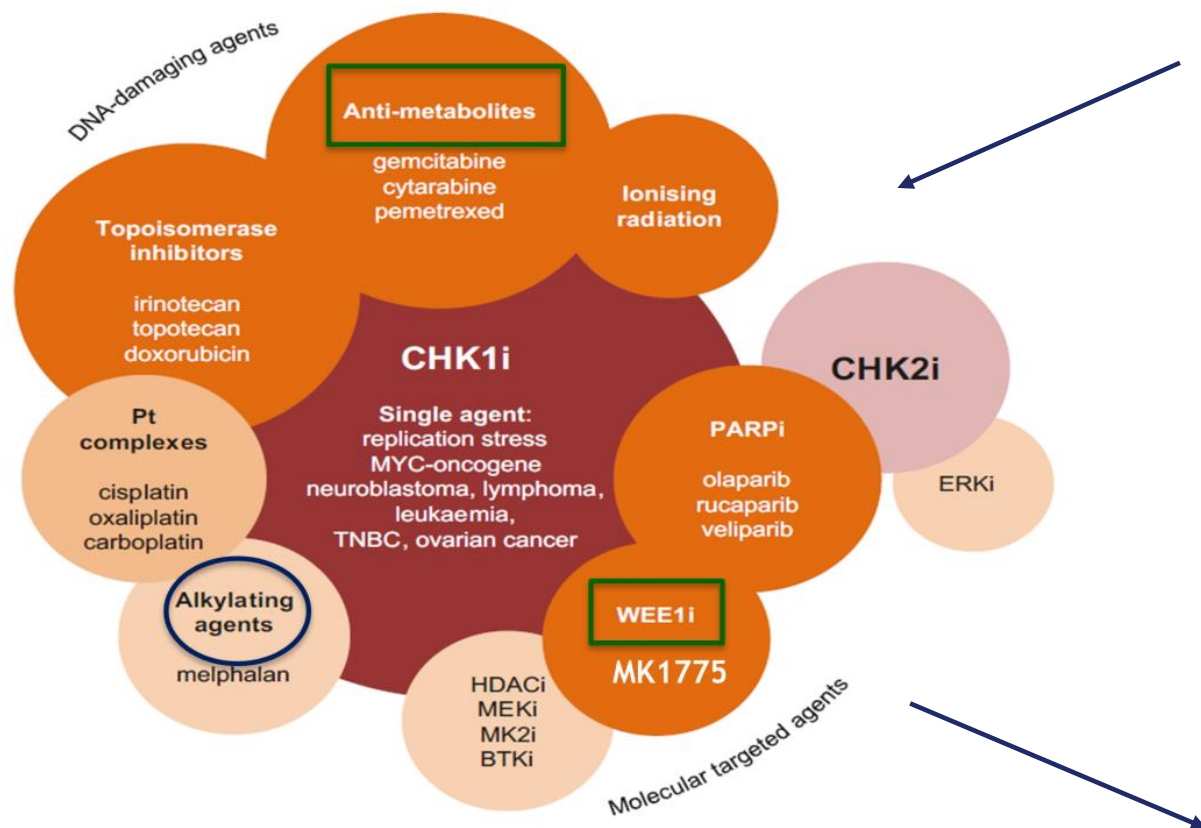 DNA-damaging agents
Anti-metabolites
gemcitabine
cytarabine
pemetrexed
Ionising
radiation
Topoisomerase
inhibitors
irinotecan
topotecan
doxorubicin
CHK1i
Single agent:
replication stress
MYC-oncogene
neuroblastoma, lymphoma,
leukaemia,
TNBC, ovarian cancer
CHK2i
PARPi
olaparib
rucaparib
veliparib
ERKi
Pt
complexes
cisplatin
oxaliplatin
carboplatin
Alkylating
agents
melphalan
WEE1i
MK1775
HDACi
MEKi
MK2i
BTKi
Molecular targeted agents